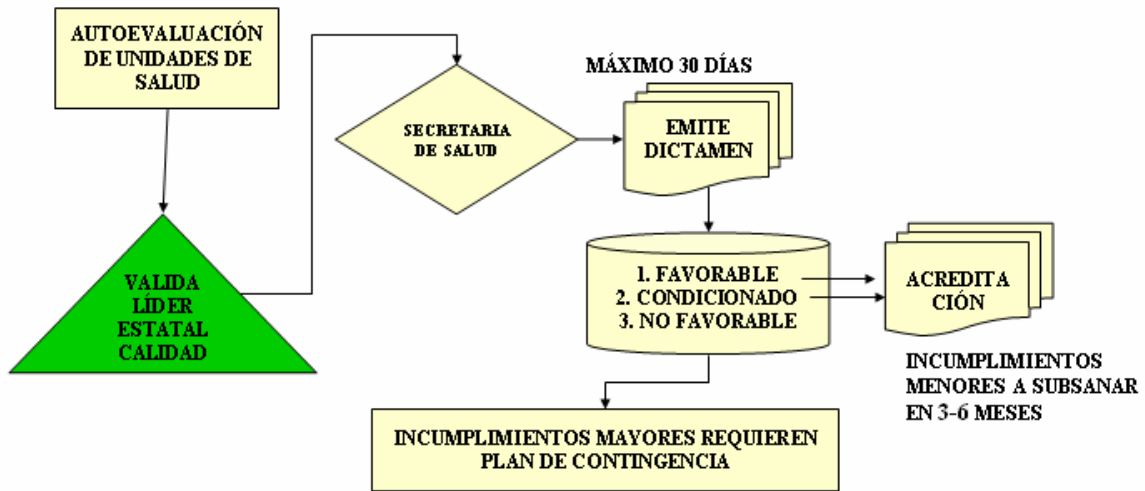 AUTOEVALUACIÓN
DE UNIDADES DE
SALUD
VALIDA
LÍDER
ESTATAL
CALIDAD
SECRETARIA
DE SALUD
MÁXIMO 30 DÍAS
EMITE
DICTAMEN
1. FAVORABLE
2. CONDICIONADO
3. NO FAVORABLE
ACREDITA
CIÓN
INCUMPLIMIENTOS
MENORES A SUBSANAR
EN 3-6 MESES
INCUMPLIMIENTOS MAYORES REQUIEREN
PLAN DE CONTINGENCIA